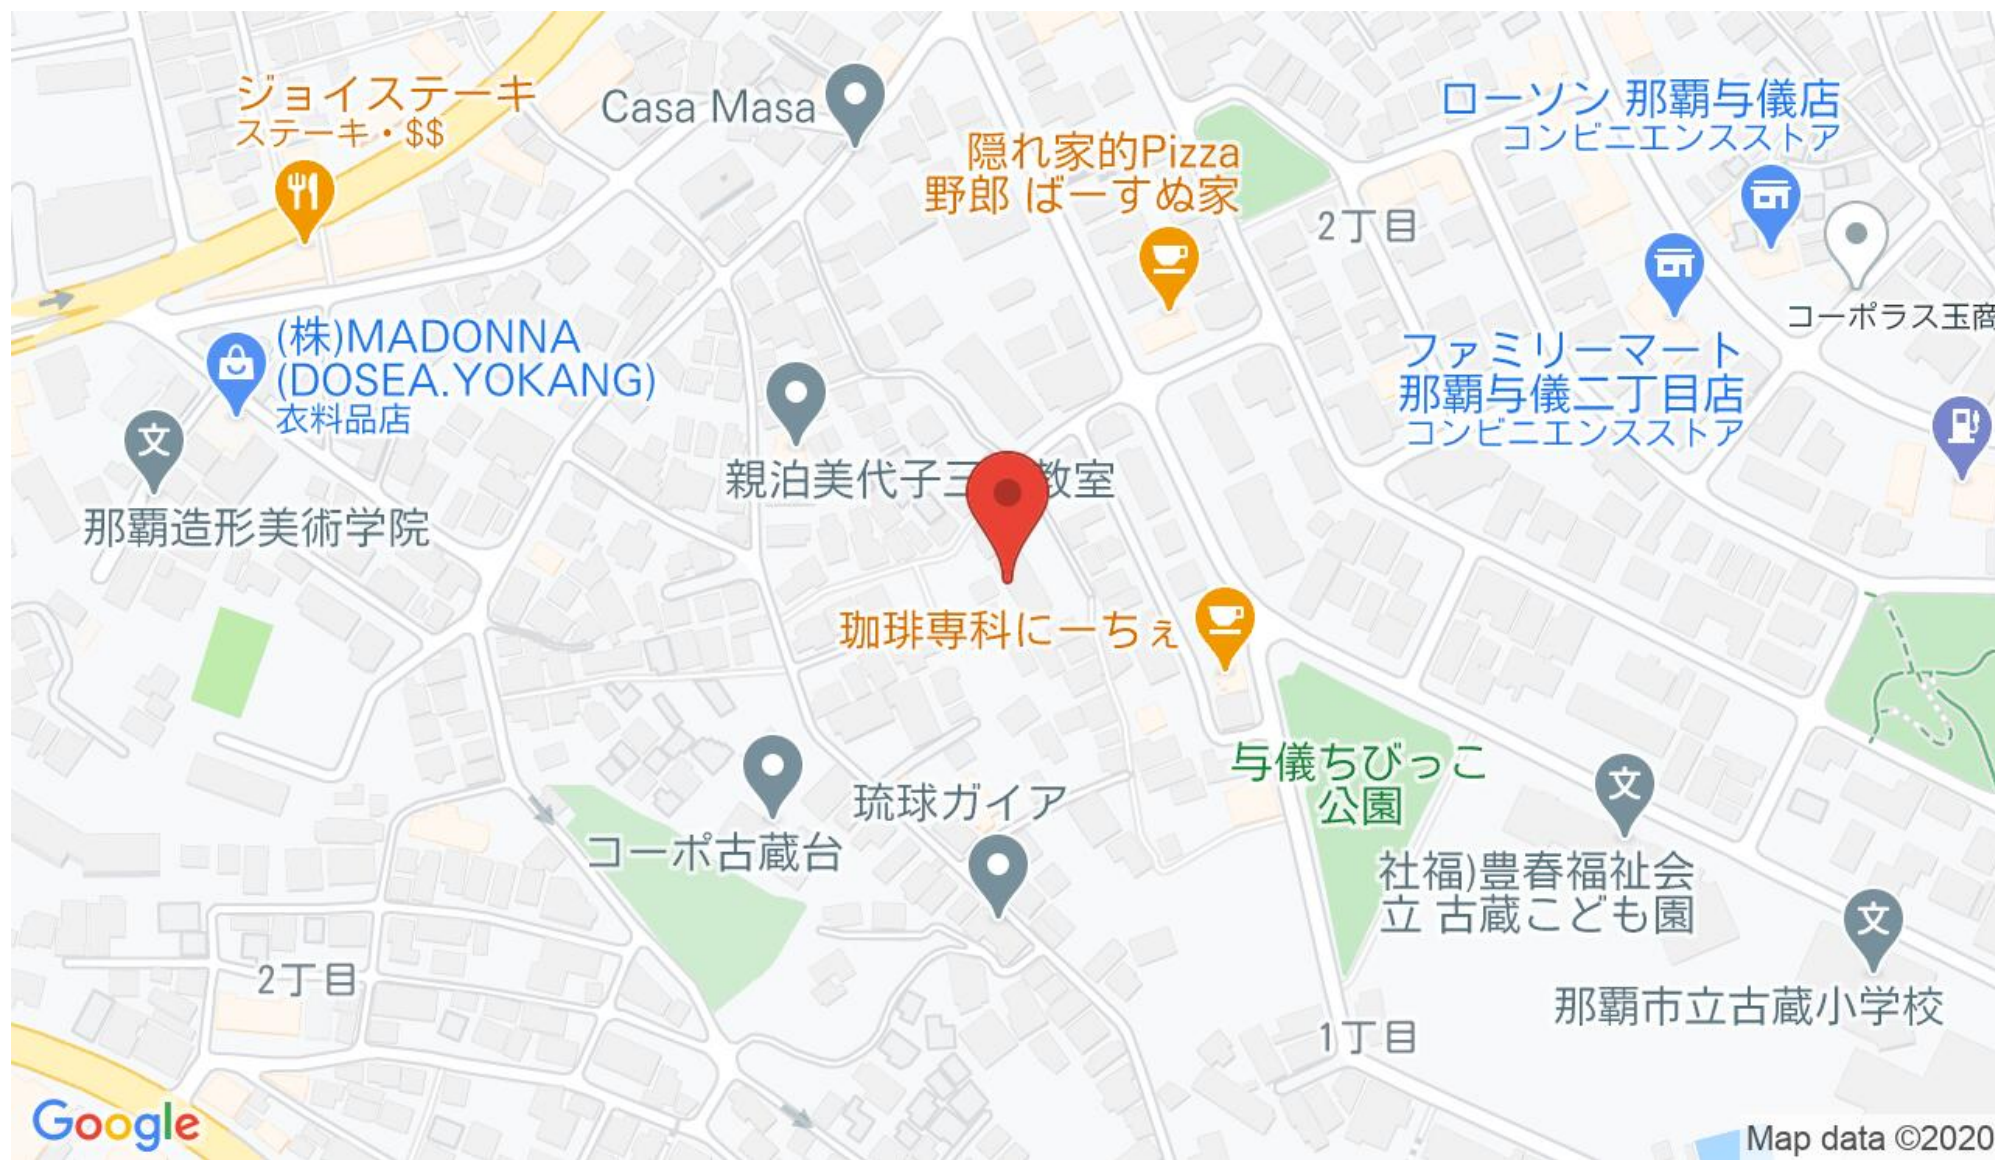 ジョイステーキ
ステーキ・$$
Casa Masa
隠れ家的Pizza
野郎 ばーすぬ家
ローソン 那覇与儀店
コンビニエンスストア
2丁目
コーポラス玉商
(株)MADONNA
(DOSEA.YOKANG)
衣料品店
ファミリーマート
那覇与儀二丁目店
コンビニエンスストア
文
那覇造形美術学院
親泊美代子三 教室
珈琲専科にーちぇ
与儀ちびっこ
公園
琉球ガイア
コーポ古蔵台
文
社福)豊春福祉会
立 古蔵こども園
文
那覇市立古蔵小学校
2丁目
1丁目
Google
Map data ©2020